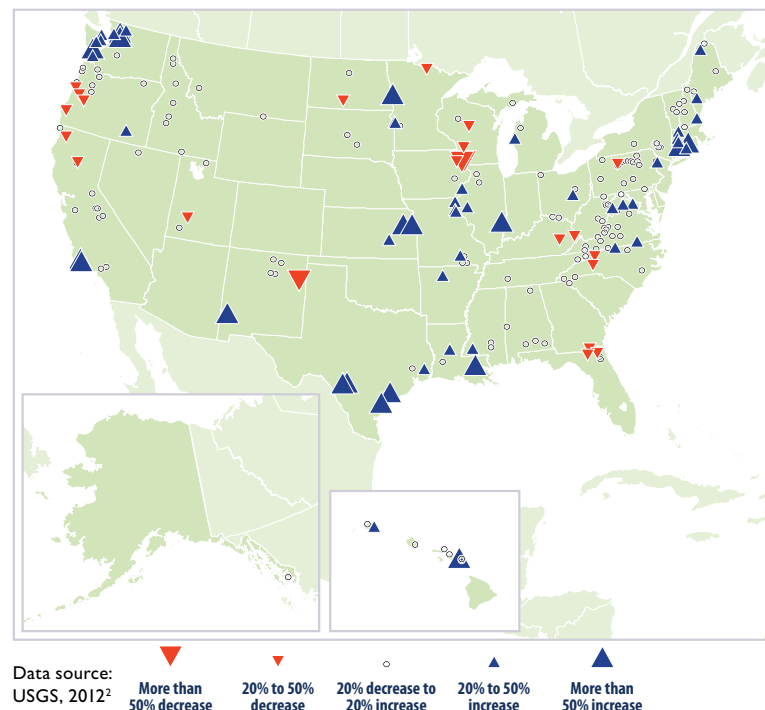 Data source:
USGS, 2012²
More than
50% decrease
20% to 50%
decrease
20% decrease to
20% increase
20% to 50%
increase
More than
50% increase